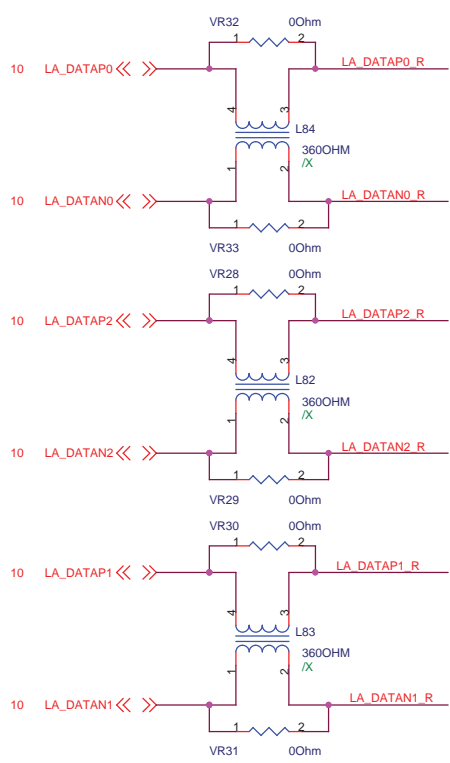 VR32 0Ohm
1 2
10 LA_DATAP0 LA_DATAP0_R
4 3
L84
360OHM
/X
1 2
10 LA_DATAN0 LA_DATAN0_R
1 2
VR33 0Ohm
VR28 0Ohm
1 2
10 LA_DATAP2 LA_DATAP2_R
4 3
L82
360OHM
/X
1 2
10 LA_DATAN2 LA_DATAN2_R
1 2
VR29 0Ohm
VR30 0Ohm
1 2
10 LA_DATAP1 LA_DATAP1_R
4 3
L83
360OHM
/X
1 2
10 LA_DATAN1 LA_DATAN1_R
1 2
VR31 0Ohm